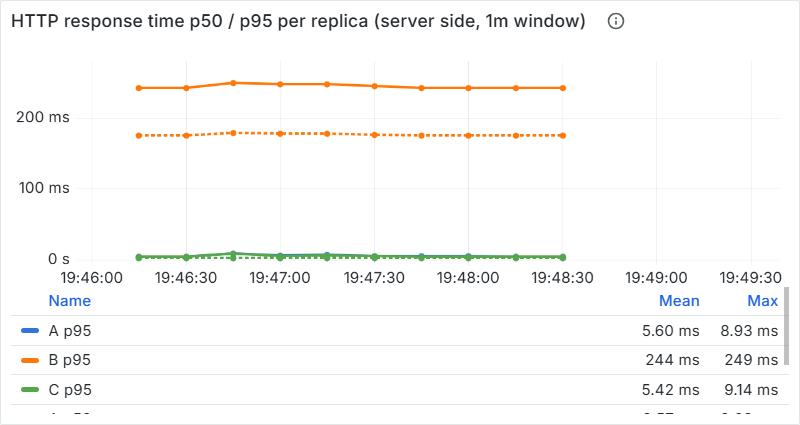 HTTP response time p50 / p95 per replica (server side, 1m window)
200 ms
100 ms
0 s
19:46:00 19:46:30 19:47:00 19:47:30 19:48:00 19:48:30 19:49:00 19:49:30
Name Mean Max
A p95 5.60 ms 8.93 ms
B p95 244 ms 249 ms
C p95 5.42 ms 9.14 ms